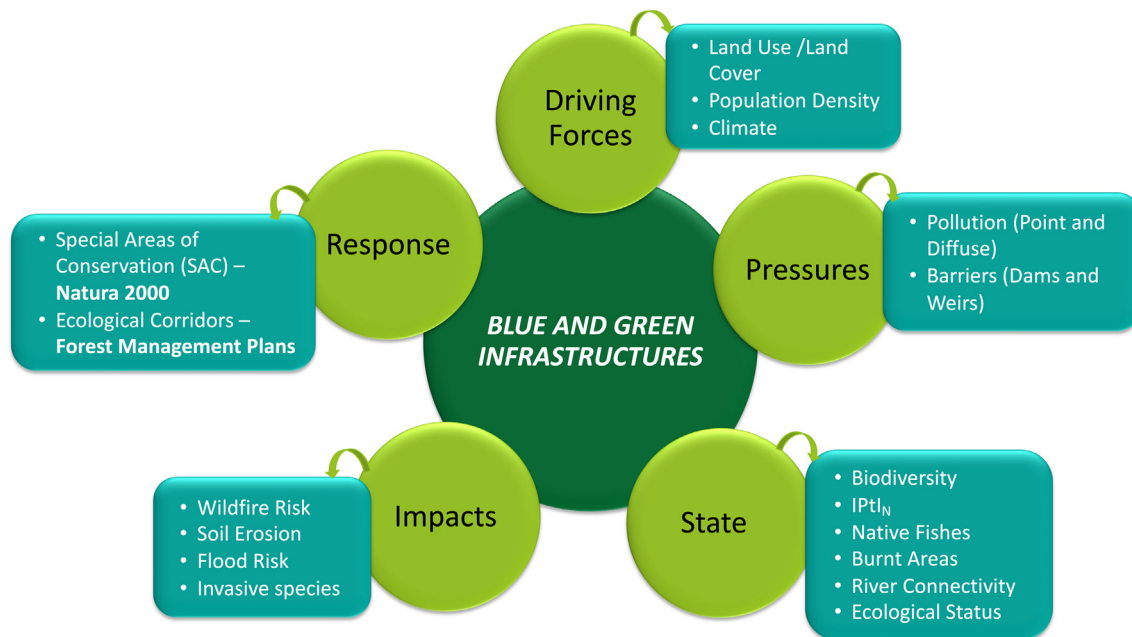 Driving
Forces
• Land Use /Land
Cover
• Population Density
• Climate
Pressures
• Pollution (Point and
Diffuse)
• Barriers (Dams and
Weirs)
State
• Biodiversity
• IPtI_N
• Native Fishes
• Burnt Areas
• River Connectivity
• Ecological Status
Impacts
• Wildfire Risk
• Soil Erosion
• Flood Risk
• Invasive species
Response
• Special Areas of
Conservation (SAC) –
Natura 2000
• Ecological Corridors –
Forest Management Plans
BLUE AND GREEN
INFRASTRUCTURES